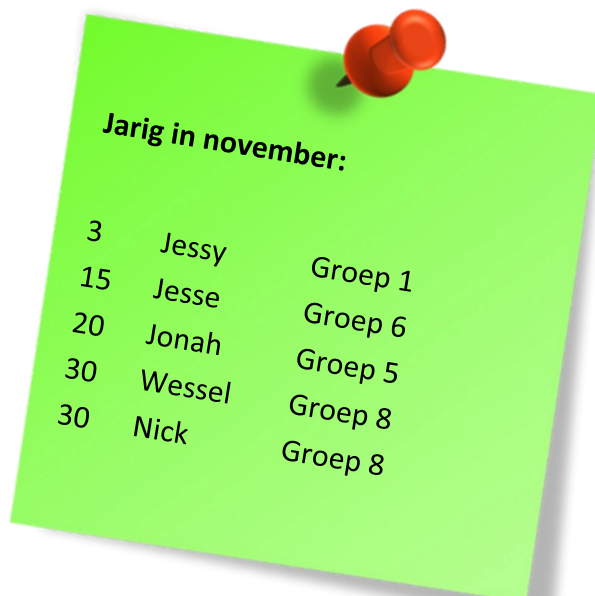 Jarig in november:
3 Jessy Groep 1
15 Jesse Groep 6
20 Jonah Groep 5
30 Wessel Groep 8
30 Nick Groep 8